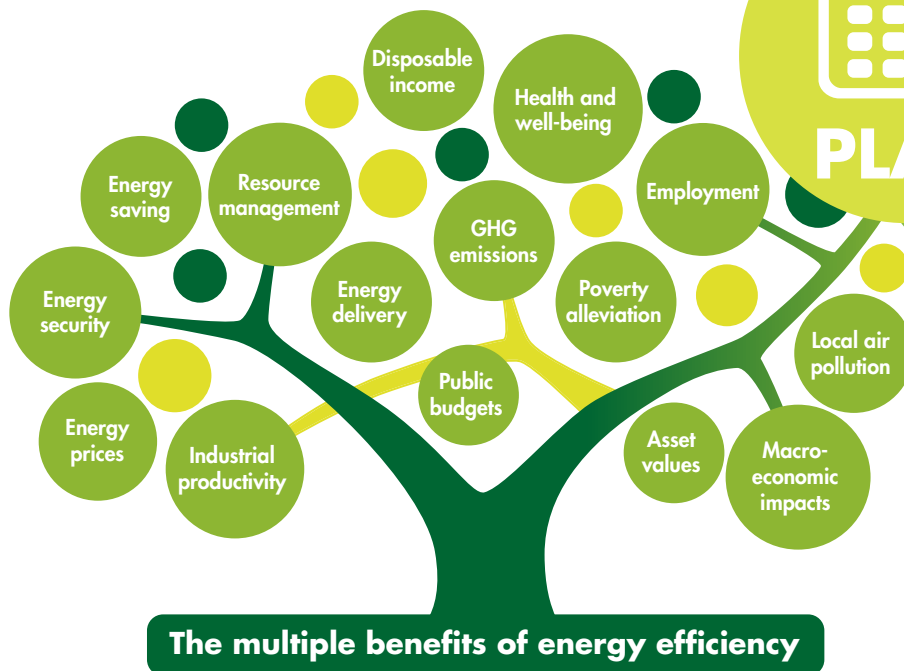 Disposable
income
Health and
well-being
Energy
saving
Resource
management
Employment
GHG
emissions
Energy
security
Energy
delivery
Poverty
alleviation
Local air
pollution
Public
budgets
Energy
prices
Industrial
productivity
Asset
values
Macro-
economic
impacts
The multiple benefits of energy efficiency